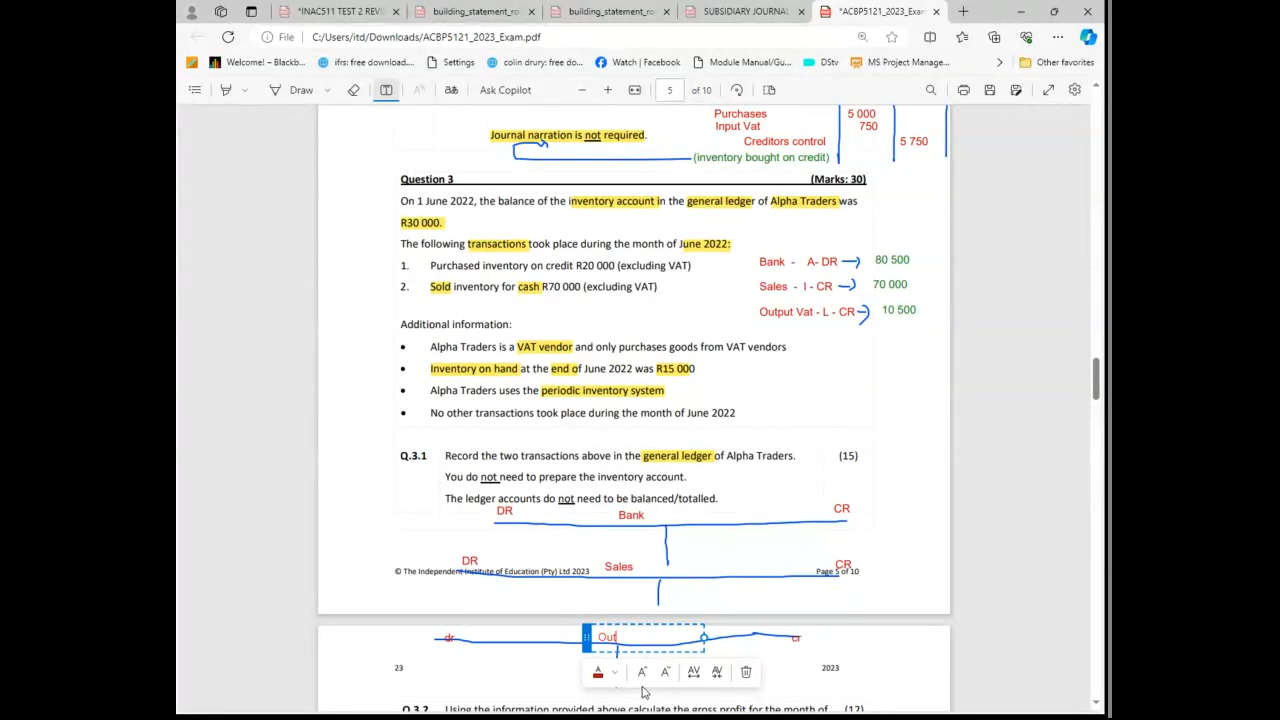 *INAC511 TEST 2 REVI
building_statement_ro
building_statement_ro
SUBSIDIARY JOURNAL
*ACBP5121_2023_Exam
File C:/Users/itd/Downloads/ACBP5121_2023_Exam.pdf
Welcome! – Blackb...
ifrs: free download....
Settings
colin drury: free do...
Watch | Facebook
Module Manual/Gu...
DStv
MS Project Manage...
Other favorites
Draw
Ask Copilot
5 of 10
Purchases 5 000
Input Vat 750
Journal narration is not required.
Creditors control 5 750
(inventory bought on credit)
Question 3 (Marks: 30)
On 1 June 2022, the balance of the inventory account in the general ledger of Alpha Traders was
R30 000.
The following transactions took place during the month of June 2022:
1. Purchased inventory on credit R20 000 (excluding VAT)
Bank - A- DR 80 500
2. Sold inventory for cash R70 000 (excluding VAT)
Sales - I - CR 70 000
Output Vat - L - CR 10 500
Additional information:
• Alpha Traders is a VAT vendor and only purchases goods from VAT vendors
• Inventory on hand at the end of June 2022 was R15 000
• Alpha Traders uses the periodic inventory system
• No other transactions took place during the month of June 2022
Q.3.1 Record the two transactions above in the general ledger of Alpha Traders. (15)
You do not need to prepare the inventory account.
The ledger accounts do not need to be balanced/totalled.
DR Bank CR
DR Sales CR
© The Independent Institute of Education (Pty) Ltd 2023 Page 5 of 10
dr Out cr
23 2023
Q.3.2 Using the information provided above calculate the gross profit for the month of (12)